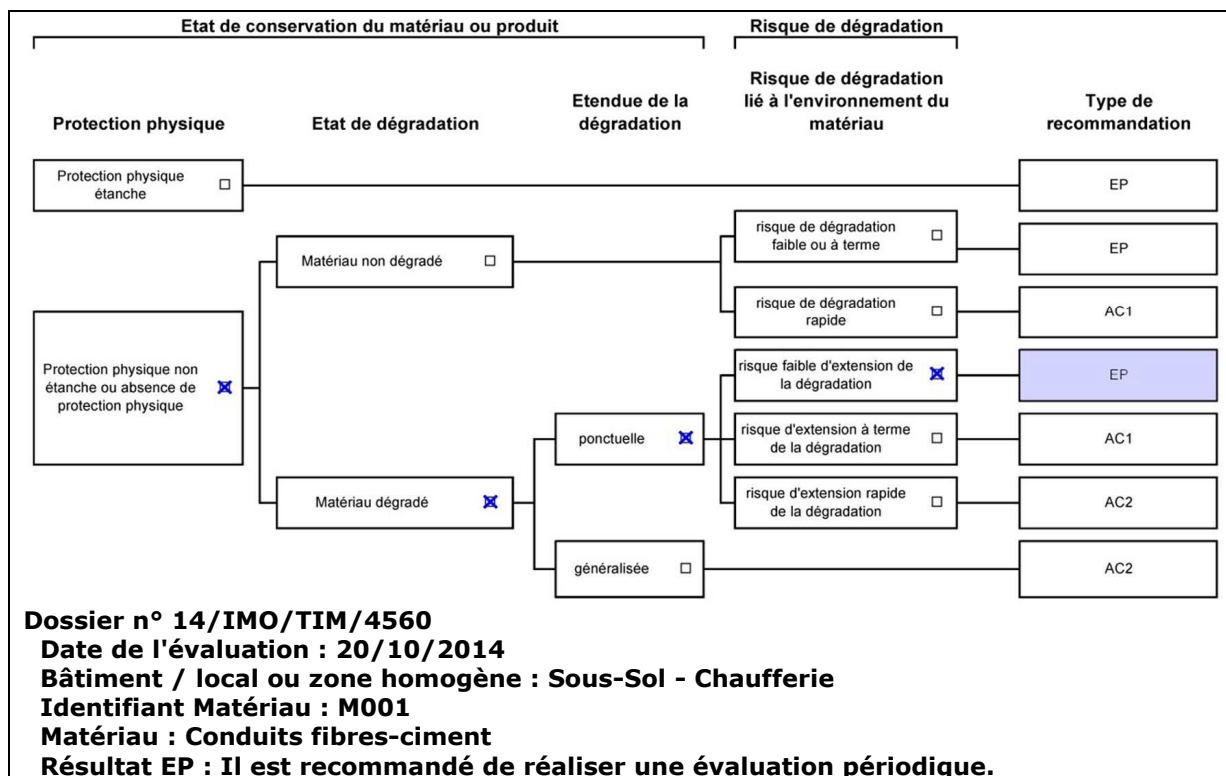 Etat de conservation du matériau ou produit
Risque de dégradation
Protection physique
Etat de dégradation
Etendue de la
dégradation
Risque de dégradation
lié à l'environnement du
matériau
Type de
recommandation
Protection physique
étanche
EP
Matériau non dégradé
risque de dégradation
faible ou à terme
EP
risque de dégradation
rapide
AC1
Protection physique non
étanche ou absence de
protection physique
risque faible d'extension de
la dégradation
EP
ponctuelle
risque d'extension à terme
de la dégradation
AC1
Matériau dégradé
risque d'extension rapide
de la dégradation
AC2
généralisée
AC2
Dossier n° 14/IMO/TIM/4560
Date de l'évaluation : 20/10/2014
Bâtiment / local ou zone homogène : Sous-Sol - Chaufferie
Identifiant Matériau : M001
Matériau : Conduits fibres-ciment
Résultat EP : Il est recommandé de réaliser une évaluation périodique.